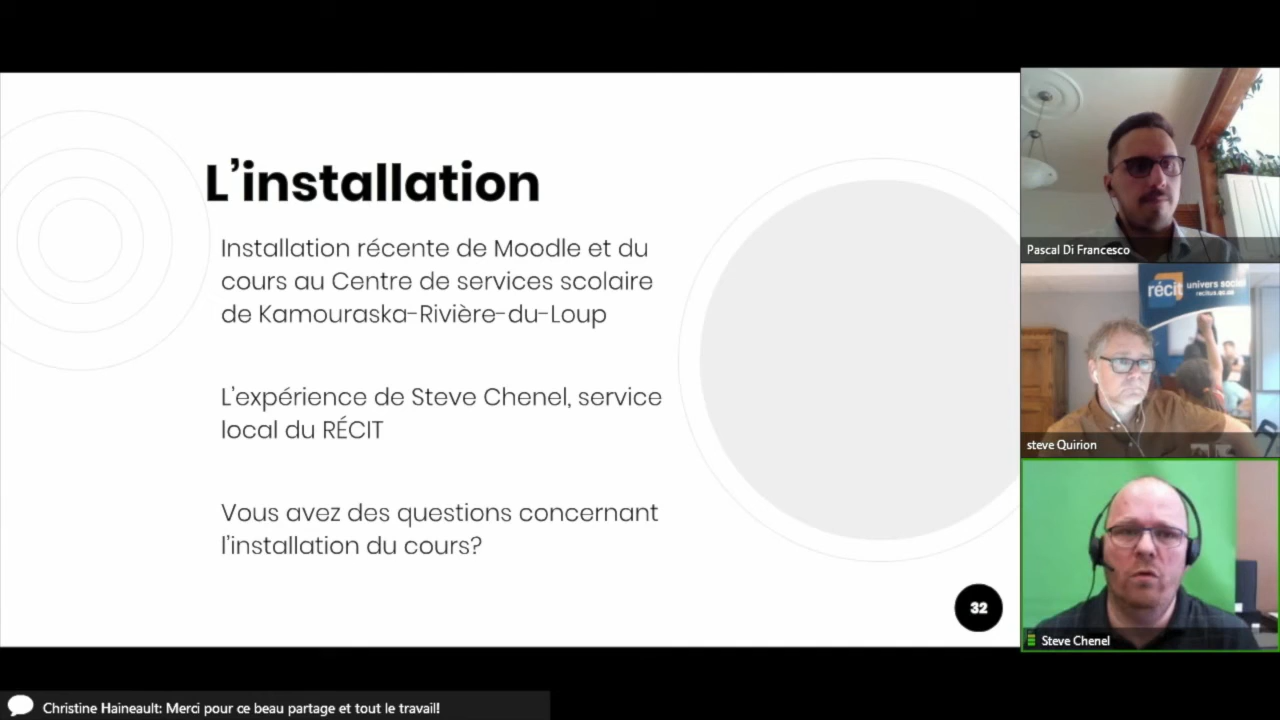 L'installation
Installation récente de Moodle et du
cours au Centre de services scolaire
de Kamouraska-Rivière-du-Loup
L'expérience de Steve Chenel, service
local du RÉCIT
Vous avez des questions concernant
l'installation du cours?
32
Pascal Di Francesco
récit univers social
steve Quirion
Steve Chenel
Christine Haineault: Merci pour ce beau partage et tout le travail!